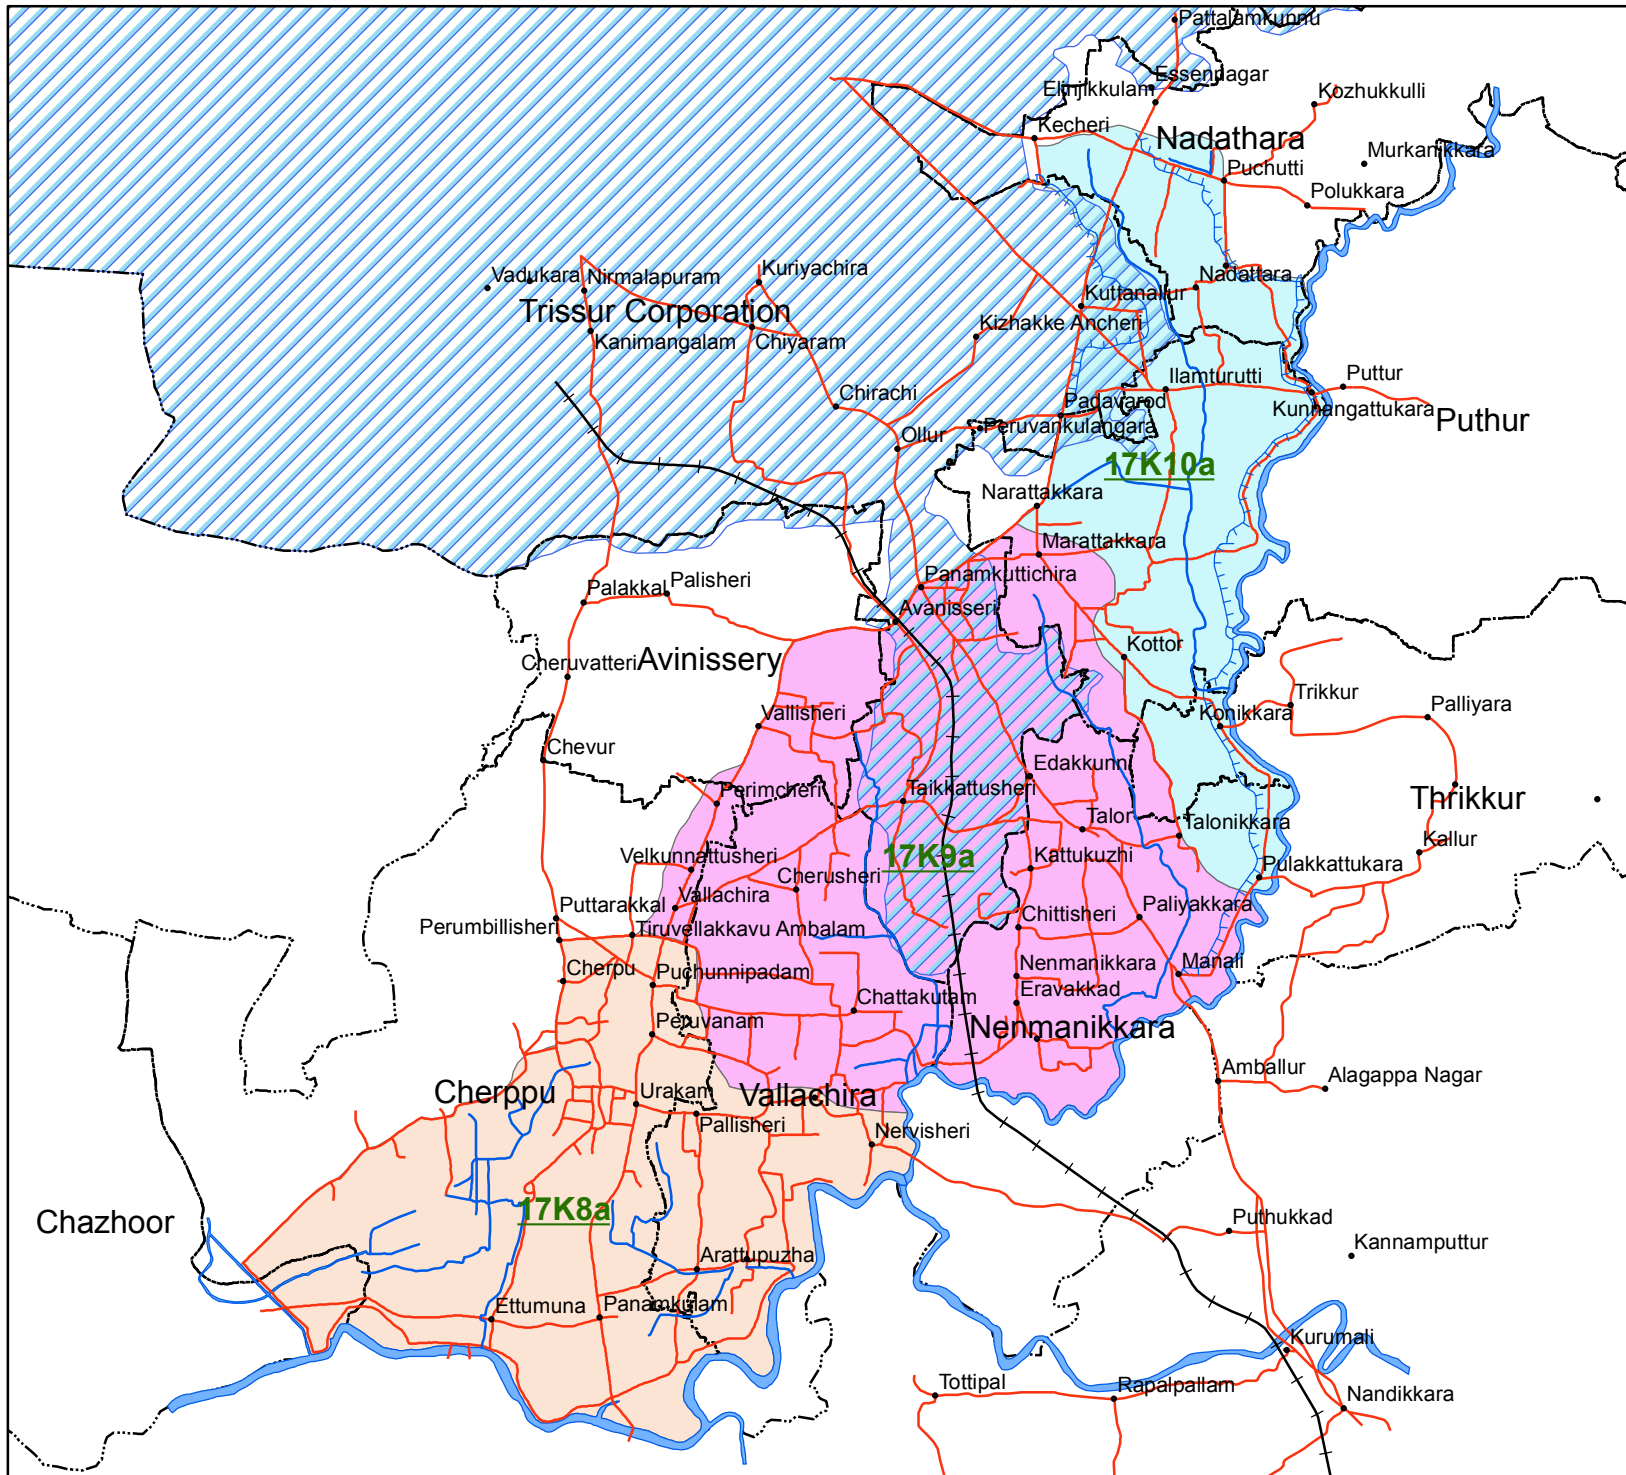 Pattalamkunnu
Essennagar
Elinjikkulam
Kozhukkulli
Kecheri
Nadathara
Murkanikkara
Puchutti
Polukkara
Kuriyachira
Vadukara
Nirmalapuram
Nadattara
Kuttanallur
Trissur Corporation
Kizhakke Ancheri
Kanimangalam
Chiyaram
Ilamturutti
Puttur
Chirachi
Kunnangattukara
Padavarod
Puthur
Peruvankulangara
Ollur
17K10a
Narattakkara
Marattakkara
Panamkuttichira
Palakkal
Palisheri
Avanisseri
Kottor
Cheruvatteri
Avinissery
Trikkur
Palliyara
Konikkara
Vallisheri
Chevur
Edakkunni
Perimcheri
Taikkattusheri
Thrikkur
Talor
Talonikkara
Kallur
Velkunnattusheri
17K9a
Kattukuzhi
Pulakkattukara
Cherusheri
Vallachira
Puttarakkal
Perumbillisheri
Tiruvellakkavu Ambalam
Chittisheri
Paliyakkara
Cherpu
Puchunnipadam
Nenmanikkara
Manali
Chattakutam
Eravakkad
Peruvanam
Nenmanikkara
Amballur
Alagappa Nagar
Cherppu
Urakam
Vallachira
Pallisheri
Nervisheri
17K8a
Chazhoor
Puthukkad
Kannamputtur
Arattupuzha
Ettumuna
Panamkulam
Kurumali
Tottipal
Rapalpallam
Nandikkara